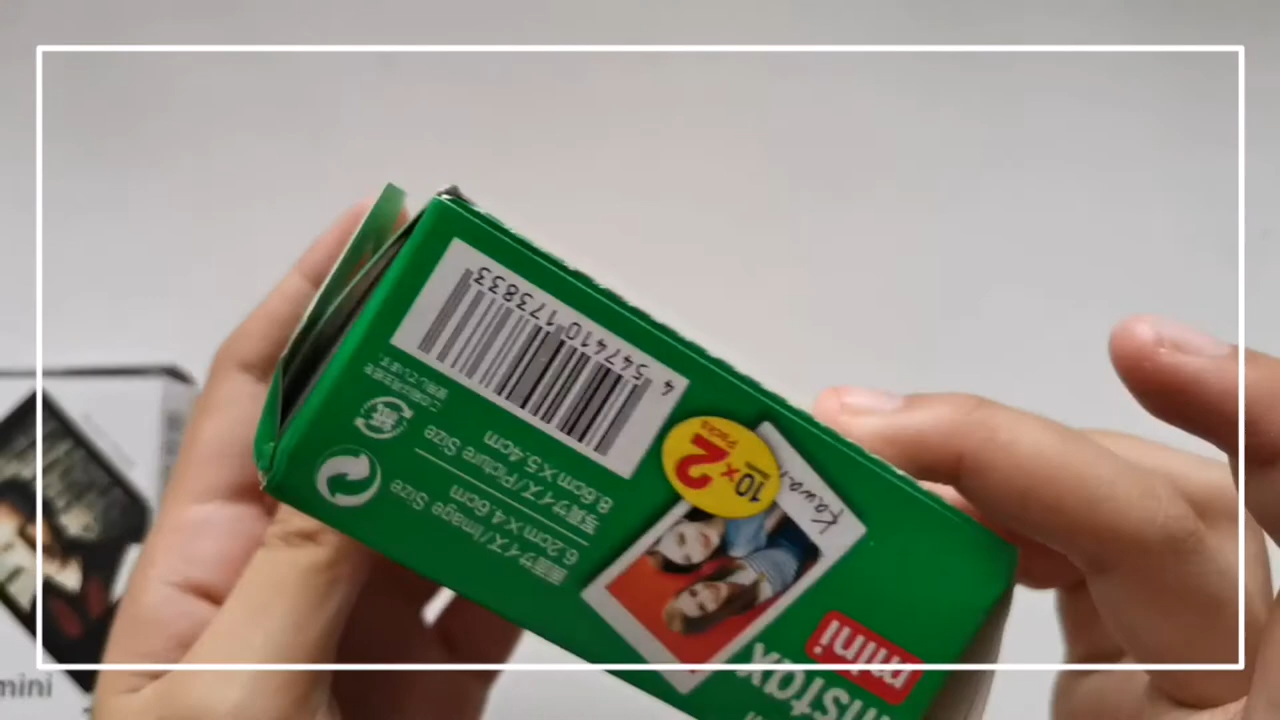 instax
mini
Kawaii
10 x 2
PACKS
画面サイズ/Image Size
6.2cm × 4.6cm
写真サイズ/Picture Size
8.6cm × 5.4cm
4 547410 173833
mini